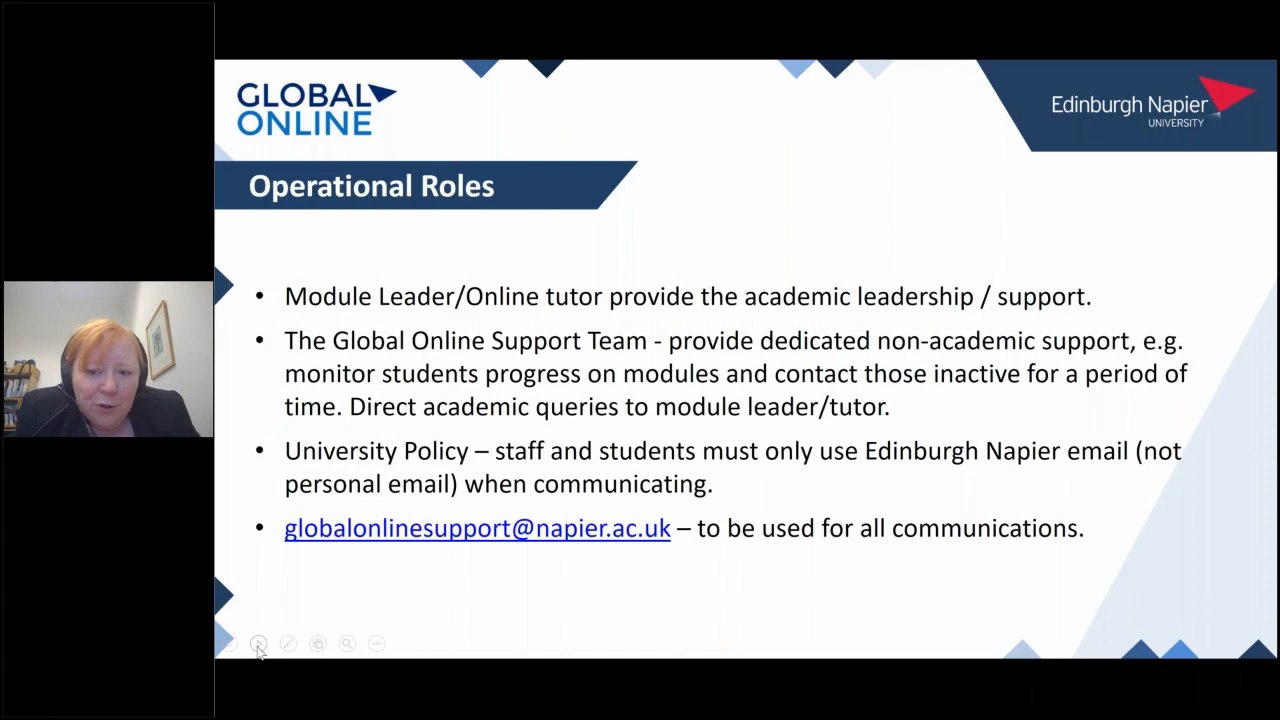 GLOBAL
ONLINE
Edinburgh Napier
UNIVERSITY
Operational Roles
• Module Leader/Online tutor provide the academic leadership / support.
• The Global Online Support Team - provide dedicated non-academic support, e.g.
monitor students progress on modules and contact those inactive for a period of
time. Direct academic queries to module leader/tutor.
• University Policy – staff and students must only use Edinburgh Napier email (not
personal email) when communicating.
• globalonlinesupport@napier.ac.uk – to be used for all communications.